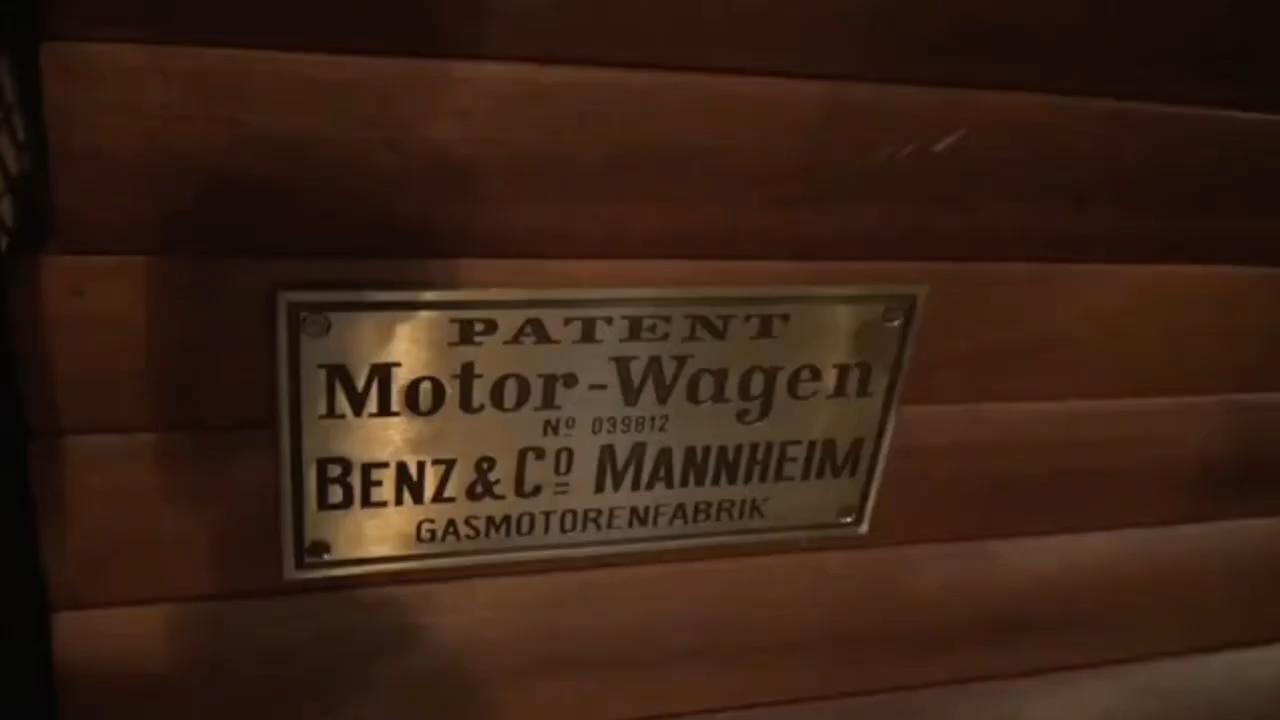 PATENT
Motor-Wagen
Nº 039812
BENZ & Cº MANNHEIM
GASMOTORENFABRIK